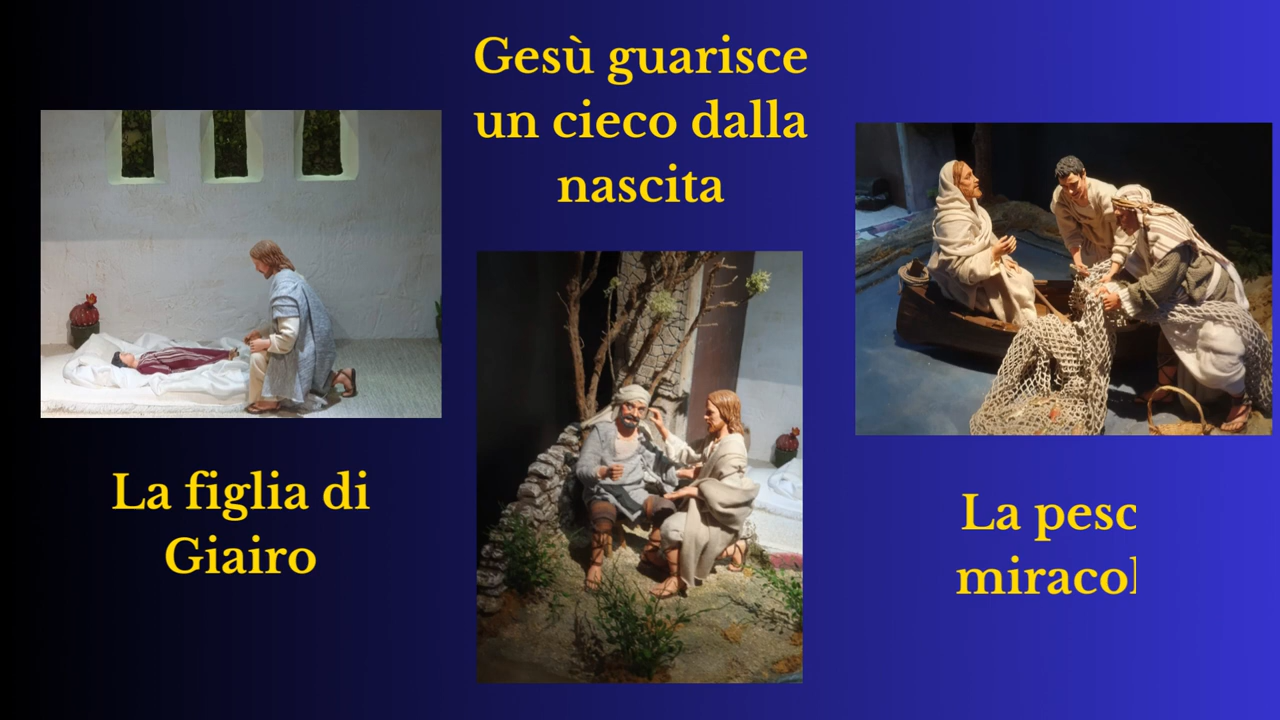 Gesù guarisce
un cieco dalla
nascita
La figlia di
Giairo
La pesc
miracol